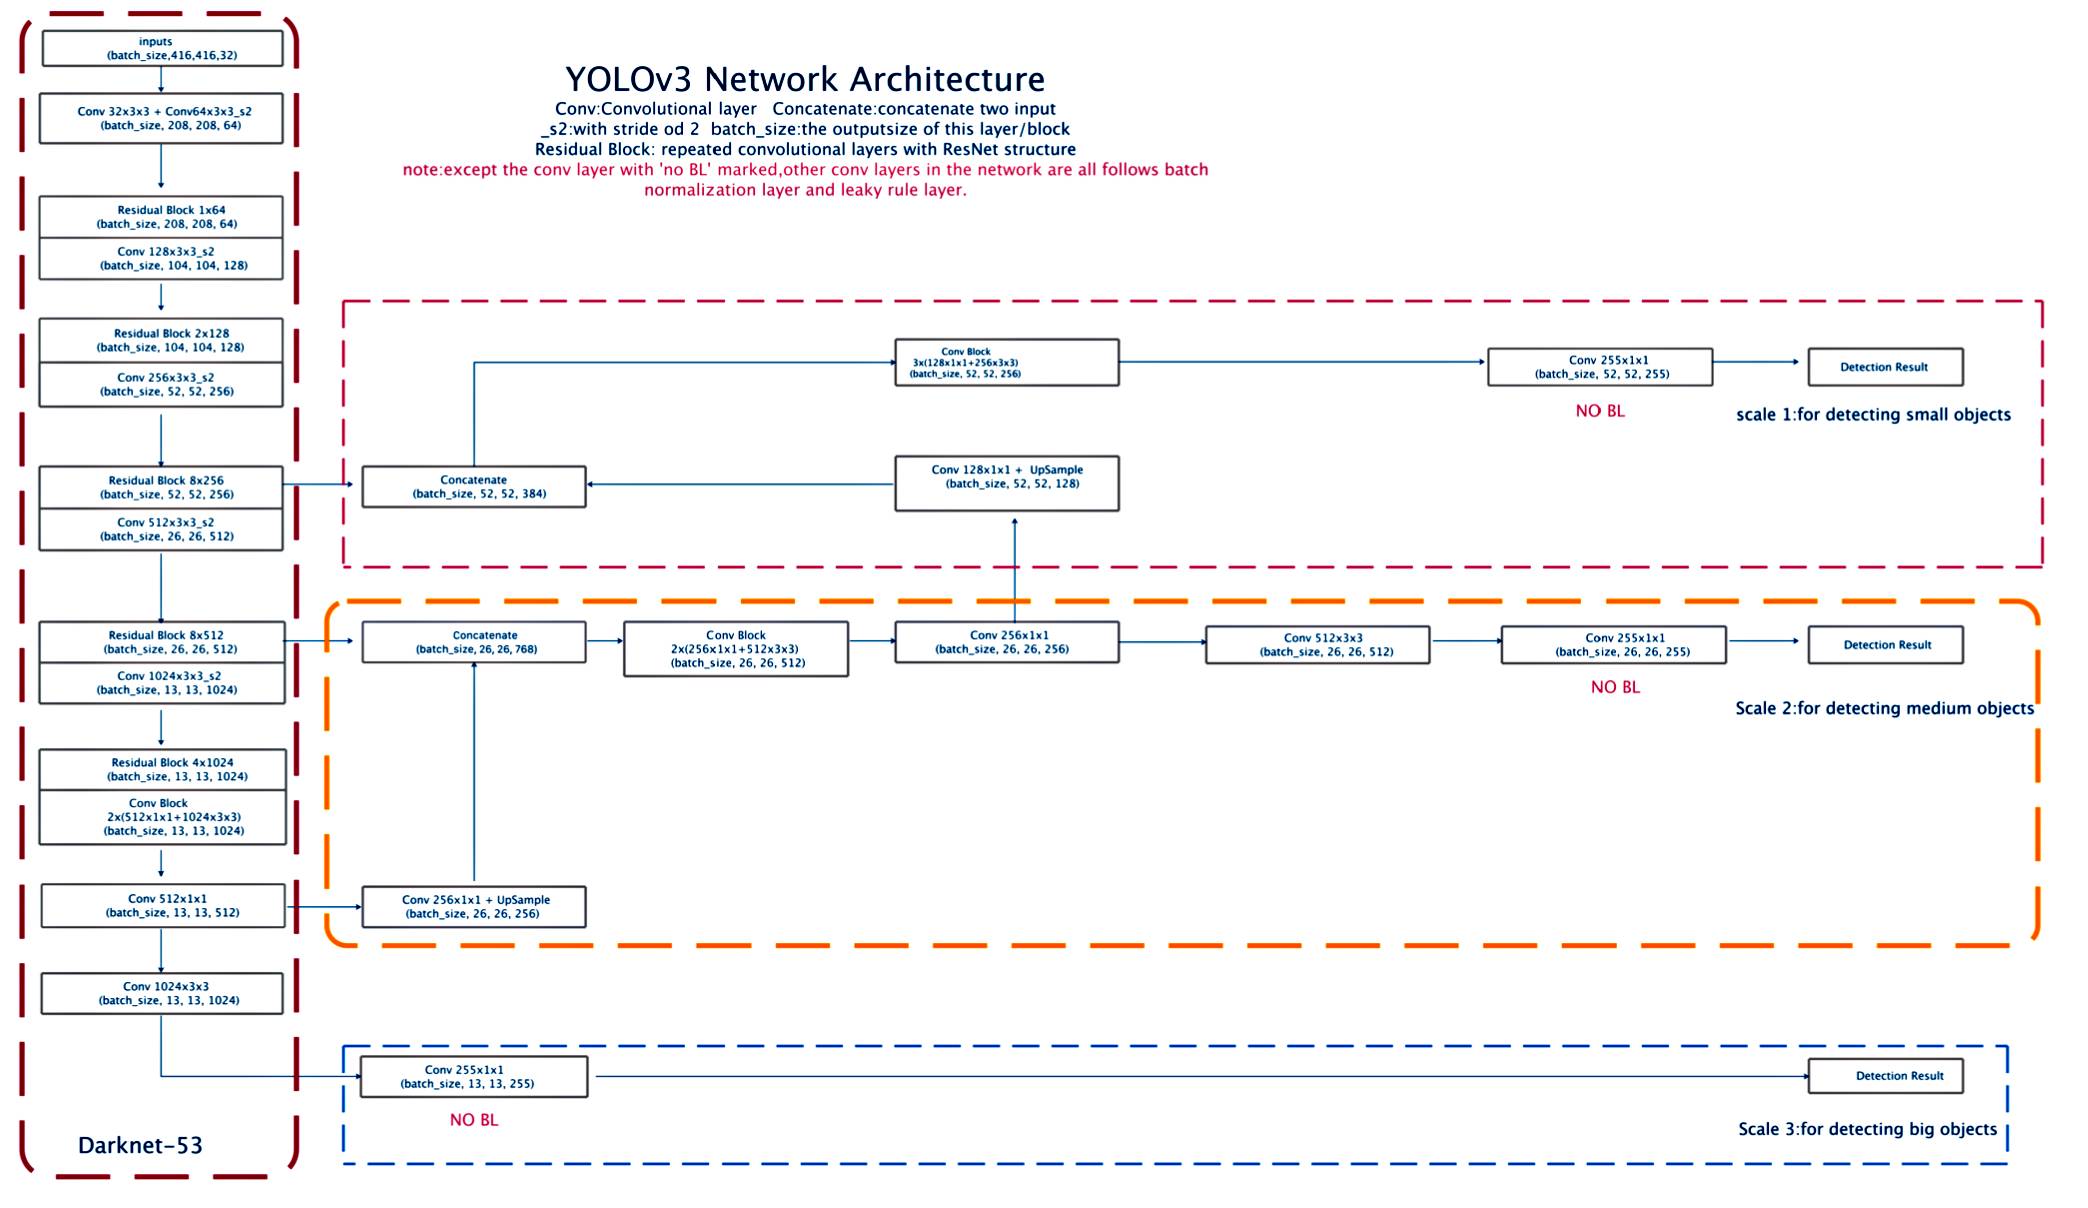 YOLOv3 Network Architecture
Conv:Convolutional layer Concatenate:concatenate two input
_s2:with stride od 2 batch_size:the outputsize of this layer/block
Residual Block: repeated convolutional layers with ResNet structure
note:except the conv layer with 'no BL' marked,other conv layers in the network are all follows batch
normalization layer and leaky rule layer.
inputs
(batch_size,416,416,32)
Conv 32x3x3 + Conv64x3x3_s2
(batch_size, 208, 208, 64)
Residual Block 1x64
(batch_size, 208, 208, 64)
Conv 128x3x3_s2
(batch_size, 104, 104, 128)
Residual Block 2x128
(batch_size, 104, 104, 128)
Conv 256x3x3_s2
(batch_size, 52, 52, 256)
Residual Block 8x256
(batch_size, 52, 52, 256)
Conv 512x3x3_s2
(batch_size, 26, 26, 512)
Residual Block 8x512
(batch_size, 26, 26, 512)
Conv 1024x3x3_s2
(batch_size, 13, 13, 1024)
Residual Block 4x1024
(batch_size, 13, 13, 1024)
Conv Block
2x(512x1x1+1024x3x3)
(batch_size, 13, 13, 1024)
Conv 512x1x1
(batch_size, 13, 13, 512)
Conv 1024x3x3
(batch_size, 13, 13, 1024)
Darknet-53
Conv Block
3x(128x1x1+256x3x3)
(batch_size, 52, 52, 256)
Conv 255x1x1
(batch_size, 52, 52, 255)
NO BL
Detection Result
scale 1:for detecting small objects
Concatenate
(batch_size, 52, 52, 384)
Conv 128x1x1 + UpSample
(batch_size, 52, 52, 128)
Concatenate
(batch_size, 26, 26, 768)
Conv Block
2x(256x1x1+512x3x3)
(batch_size, 26, 26, 512)
Conv 256x1x1
(batch_size, 26, 26, 256)
Conv 512x3x3
(batch_size, 26, 26, 512)
Conv 255x1x1
(batch_size, 26, 26, 255)
NO BL
Detection Result
Scale 2:for detecting medium objects
Conv 256x1x1 + UpSample
(batch_size, 26, 26, 256)
Conv 255x1x1
(batch_size, 13, 13, 255)
NO BL
Detection Result
Scale 3:for detecting big objects